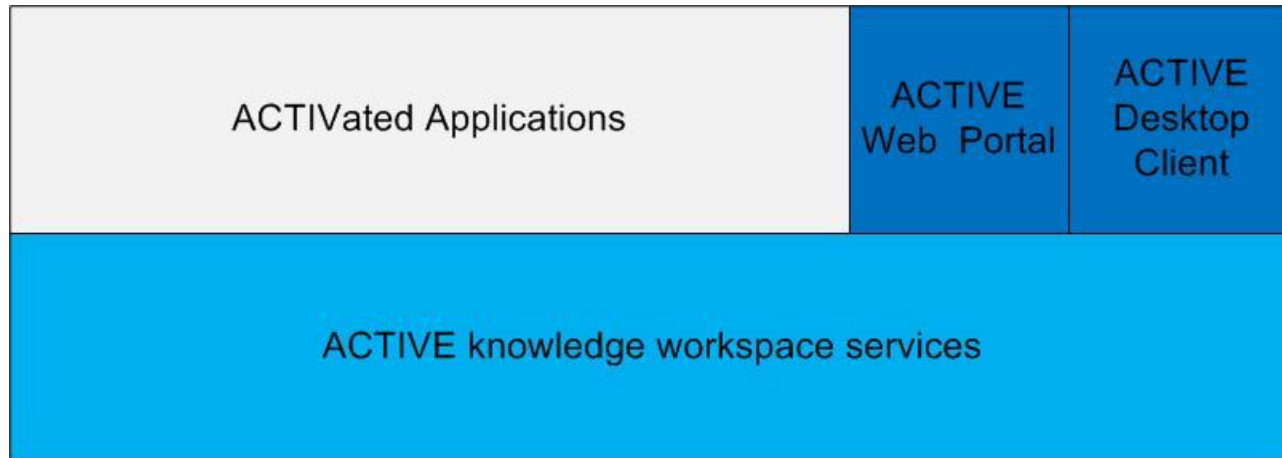 ACTIVated Applications
ACTIVE
Web Portal
ACTIVE
Desktop
Client
ACTIVE knowledge workspace services